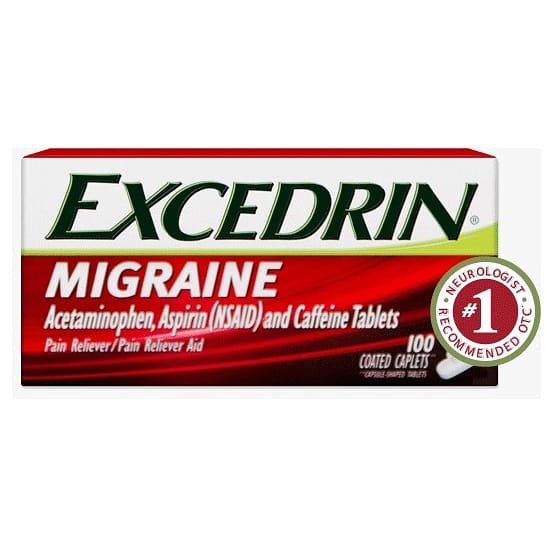 EXCEDRIN®
MIGRAINE
Acetaminophen, Aspirin (NSAID) and Caffeine Tablets
Pain Reliever/Pain Reliever Aid
100
COATED CAPLETS**
**CAPSULE-SHAPED TABLETS
• NEUROLOGIST •
#1
RECOMMENDED OTC